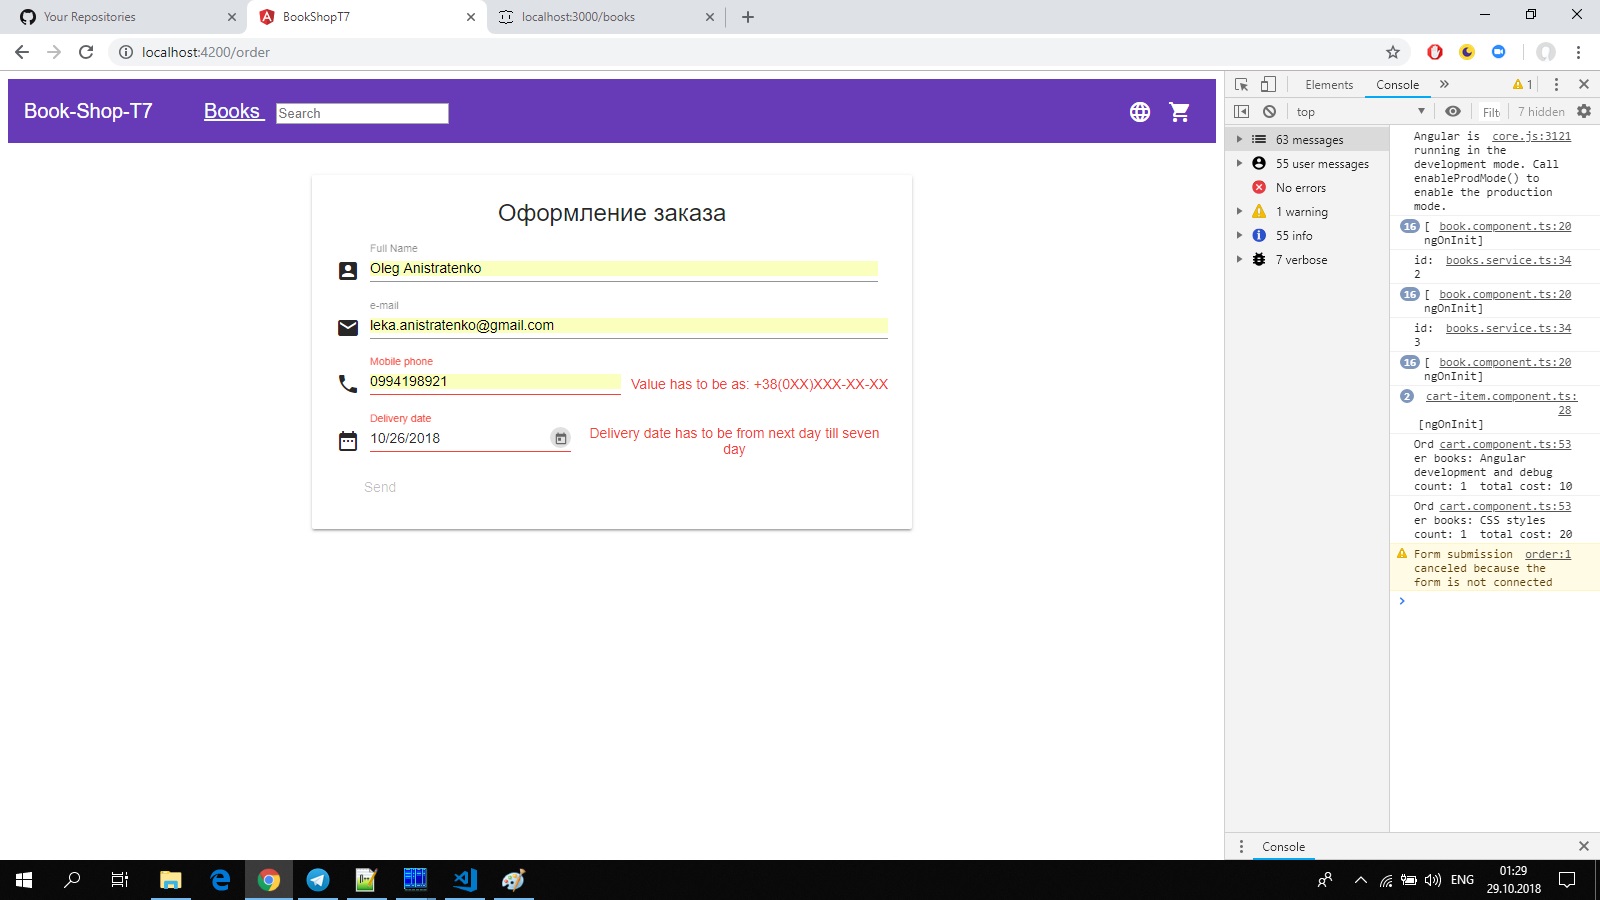 Your Repositories
BookShopT7
localhost:3000/books
localhost:4200/order
Book-Shop-T7
Books
Search
Оформление заказа
Full Name
Oleg Anistratenko
e-mail
leka.anistratenko@gmail.com
Mobile phone
0994198921
Value has to be as: +38(0XX)XXX-XX-XX
Delivery date
10/26/2018
Delivery date has to be from next day till seven
day
Send
Elements
Console
1
top
Filt
7 hidden
63 messages
55 user messages
No errors
1 warning
55 info
7 verbose
Angular is core.js:3121
running in the
development mode. Call
enableProdMode() to
enable the production
mode.
16 [ book.component.ts:20
ngOnInit]
id: books.service.ts:34
2
16 [ book.component.ts:20
ngOnInit]
id: books.service.ts:34
3
16 [ book.component.ts:20
ngOnInit]
2 cart-item.component.ts:
28
[ngOnInit]
Ord cart.component.ts:53
er books: Angular
development and debug
count: 1 total cost: 10
Ord cart.component.ts:53
er books: CSS styles
count: 1 total cost: 20
Form submission order:1
canceled because the
form is not connected
Console
ENG
01:29
29.10.2018